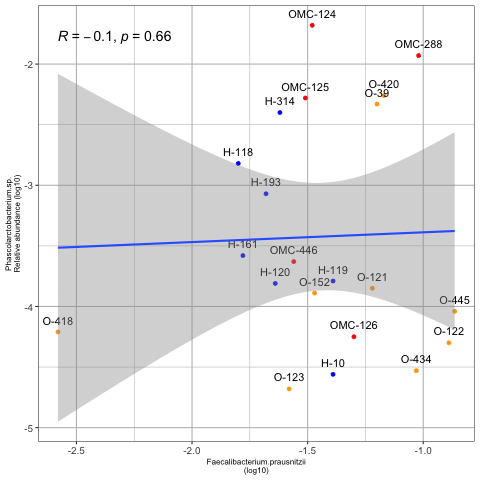 OMC-124
R = − 0.1, p = 0.66
OMC-288
-2
O-420
OMC-125
O-39
H-314
H-118
H-193
-3
H-161
OMC-446
H-119
H-120
O-121
O-152
-4
O-445
O-418
OMC-126
O-122
O-434
H-10
O-123
-5
-2.5
-2.0
-1.5
-1.0
Phascolarctobacterium.sp.
Relative abundance (log10)
Faecalibacterium.prausnitzii
(log10)